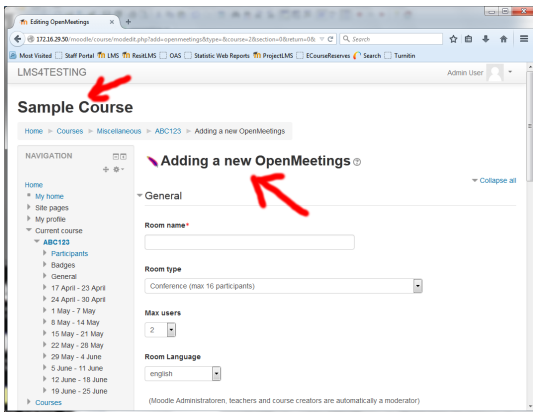 Editing OpenMeetings
172.16.29.50/moodle/course/modedit.php?add=openmeetings&type=&course=2&section=0&return=0&
Search
Most Visited Staff Portal LMS ResitLMS OAS Statistic Web Reports ProjectLMS ECourseReserves Search Turnitin
LMS4TESTING
Admin User
Sample Course
Home Courses Miscellaneous ABC123 Adding a new OpenMeetings
NAVIGATION
Home
My home
Site pages
My profile
Current course
ABC123
Participants
Badges
General
17 April - 23 April
24 April - 30 April
1 May - 7 May
8 May - 14 May
15 May - 21 May
22 May - 28 May
29 May - 4 June
5 June - 11 June
12 June - 18 June
19 June - 25 June
Courses
Adding a new OpenMeetings
Collapse all
General
Room name*
Room type
Conference (max 16 participants)
Max users
2
Room Language
english
(Moodle Administratoren, teachers and course creators are automatically a moderator)